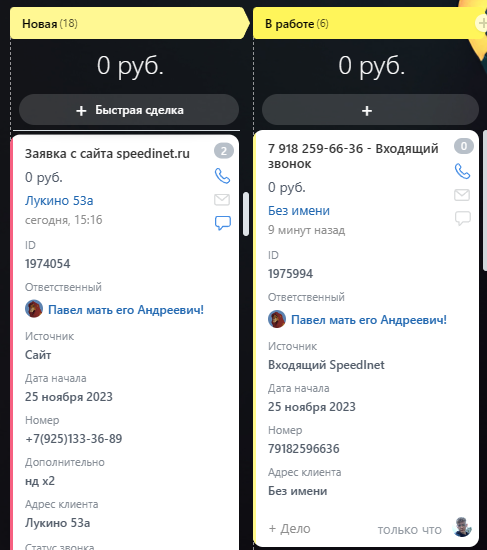 Новая (18)
0 руб.
+ Быстрая сделка
Заявка с сайта speedinet.ru
2
0 руб.
Лукино 53а
сегодня, 15:16
ID
1974054
Ответственный
Павел мать его Андреевич!
Источник
Сайт
Дата начала
25 ноября 2023
Номер
+7(925)133-36-89
Дополнительно
нд х2
Адрес клиента
Лукино 53а
Статус звонка
В работе (6)
+
0 руб.
+
7 918 259-66-36 - Входящий
звонок
0
0 руб.
Без имени
9 минут назад
ID
1975994
Ответственный
Павел мать его Андреевич!
Источник
Входящий SpeedInet
Дата начала
25 ноября 2023
Номер
79182596636
Адрес клиента
Без имени
+ Дело
только что